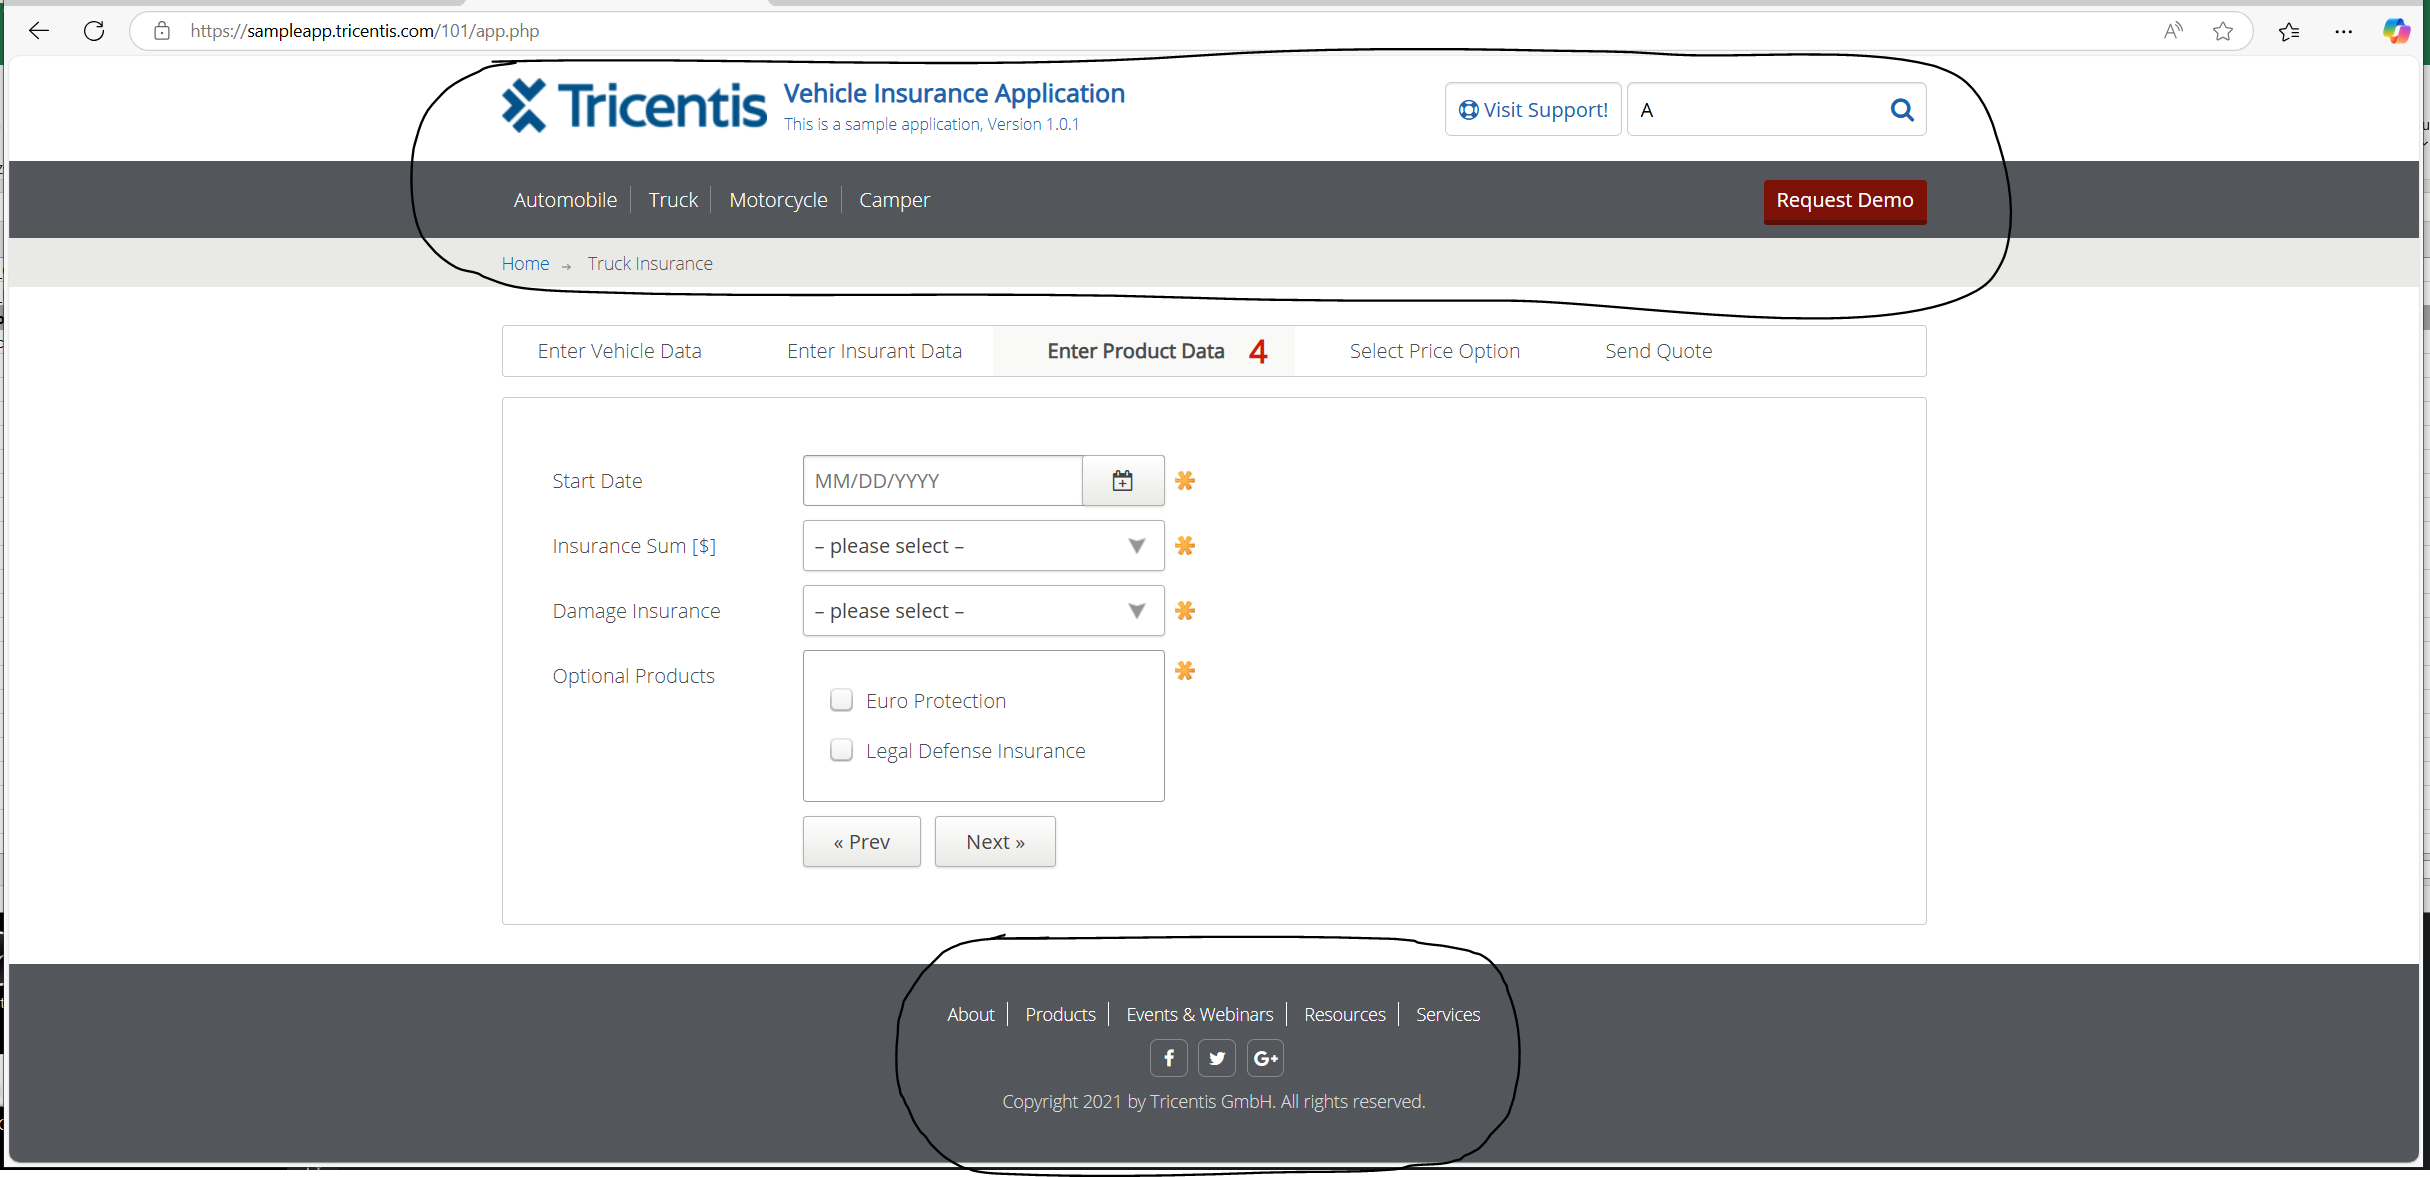 https://sampleapp.tricentis.com/101/app.php
Tricentis
Vehicle Insurance Application
This is a sample application, Version 1.0.1
Visit Support!
A
Automobile Truck Motorcycle Camper
Request Demo
Home → Truck Insurance
Enter Vehicle Data Enter Insurant Data Enter Product Data 4 Select Price Option Send Quote
Start Date MM/DD/YYYY
Insurance Sum [$] – please select –
Damage Insurance – please select –
Optional Products
Euro Protection
Legal Defense Insurance
« Prev Next »
About Products Events & Webinars Resources Services
Copyright 2021 by Tricentis GmbH. All rights reserved.